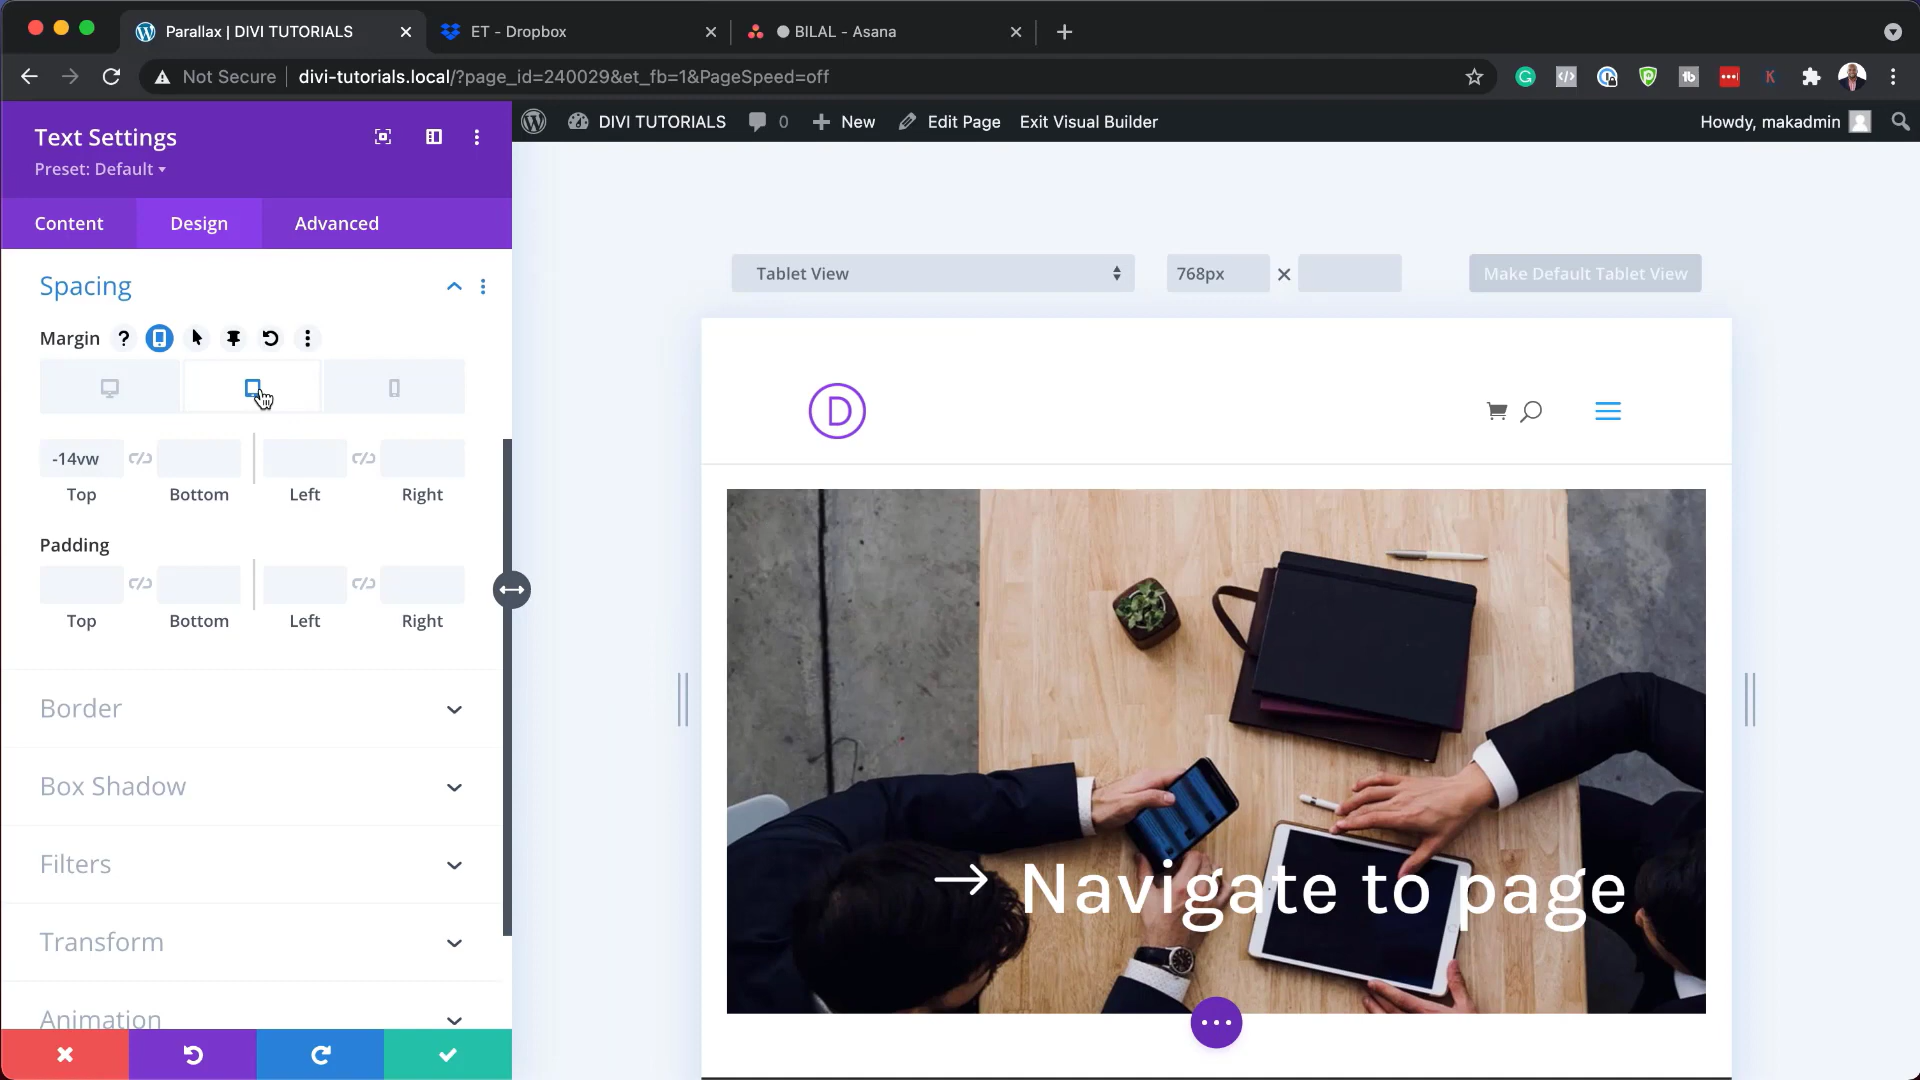 Parallax | DIVI TUTORIALS
ET - Dropbox
BILAL - Asana
Not Secure
divi-tutorials.local/?page_id=240029&et_fb=1&PageSpeed=off
DIVI TUTORIALS
0
New
Edit Page
Exit Visual Builder
Howdy, makadmin
Text Settings
Preset: Default
Content
Design
Advanced
Spacing
Margin
-14vw
Top
Bottom
Left
Right
Padding
Top
Bottom
Left
Right
Border
Box Shadow
Filters
Transform
Animation
Tablet View
768px
Make Default Tablet View
D
Navigate to page